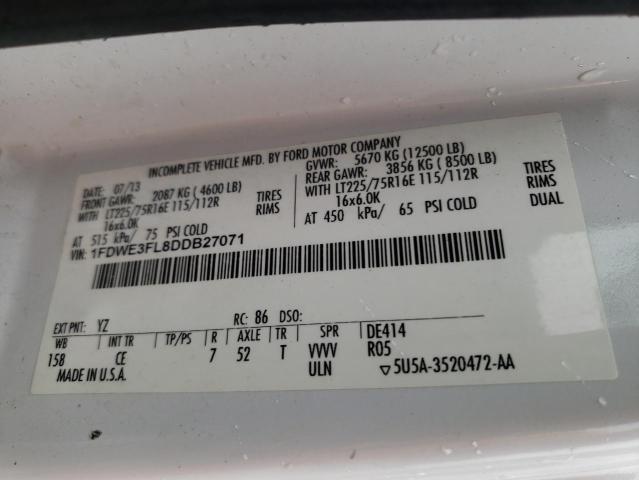 INCOMPLETE VEHICLE MFD. BY FORD MOTOR COMPANY
DATE: 07/13 GVWR: 5670 KG (12500 LB)
FRONT GAWR: 2087 KG (4600 LB) REAR GAWR: 3856 KG (8500 LB)
WITH LT225/75R16E 115/112R TIRES WITH LT225/75R16E 115/112R TIRES
16x6.0K RIMS 16x6.0K RIMS
AT 515 kPa/ 75 PSI COLD AT 450 kPa/ 65 PSI COLD DUAL
VIN: 1FDWE3FL8DDB27071
EXT PNT: YZ RC: 86 DSO:
WB INT TR TP/PS R AXLE TR SPR DE414
158 CE 7 52 T VVVV R05
MADE IN U.S.A. ULN ▽5U5A-3520472-AA